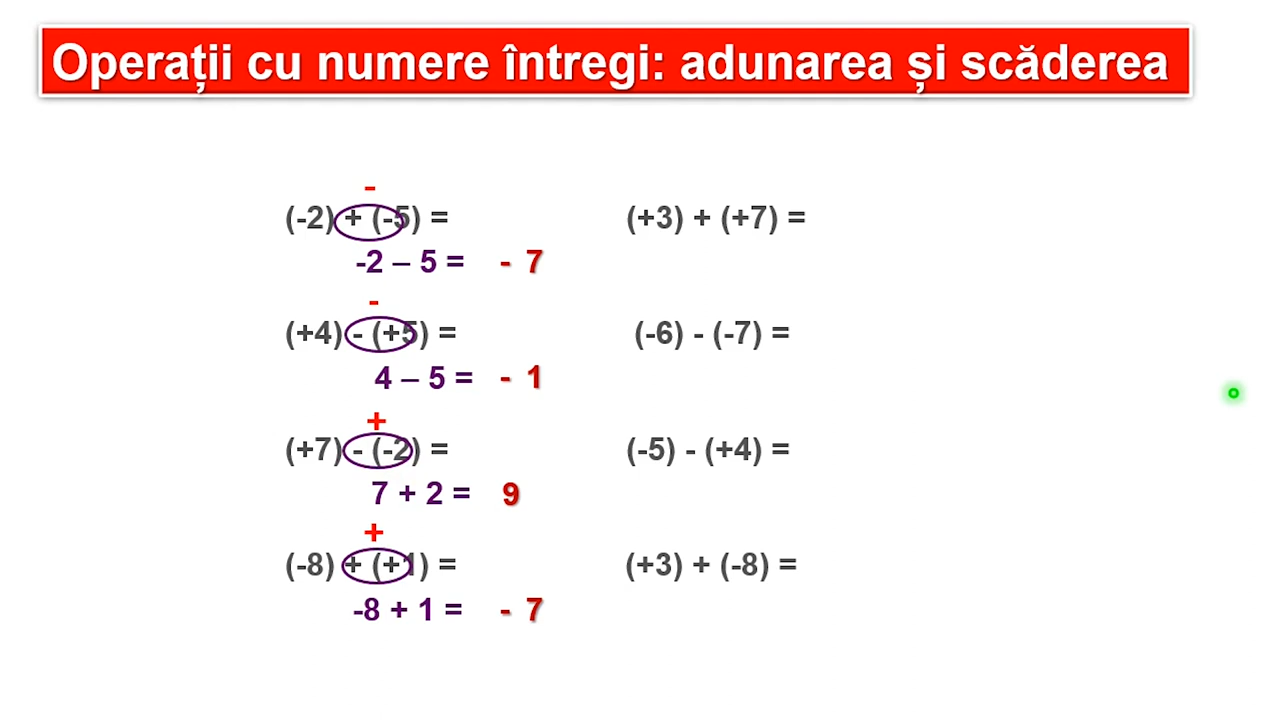 Operații cu numere întregi: adunarea și scăderea
-
(-2) + (-5) =
-2 – 5 = - 7
-
(+4) - (+5) =
4 – 5 = - 1
+
(+7) - (-2) =
7 + 2 = 9
+
(-8) + (+1) =
-8 + 1 = - 7
(+3) + (+7) =
(-6) - (-7) =
(-5) - (+4) =
(+3) + (-8) =